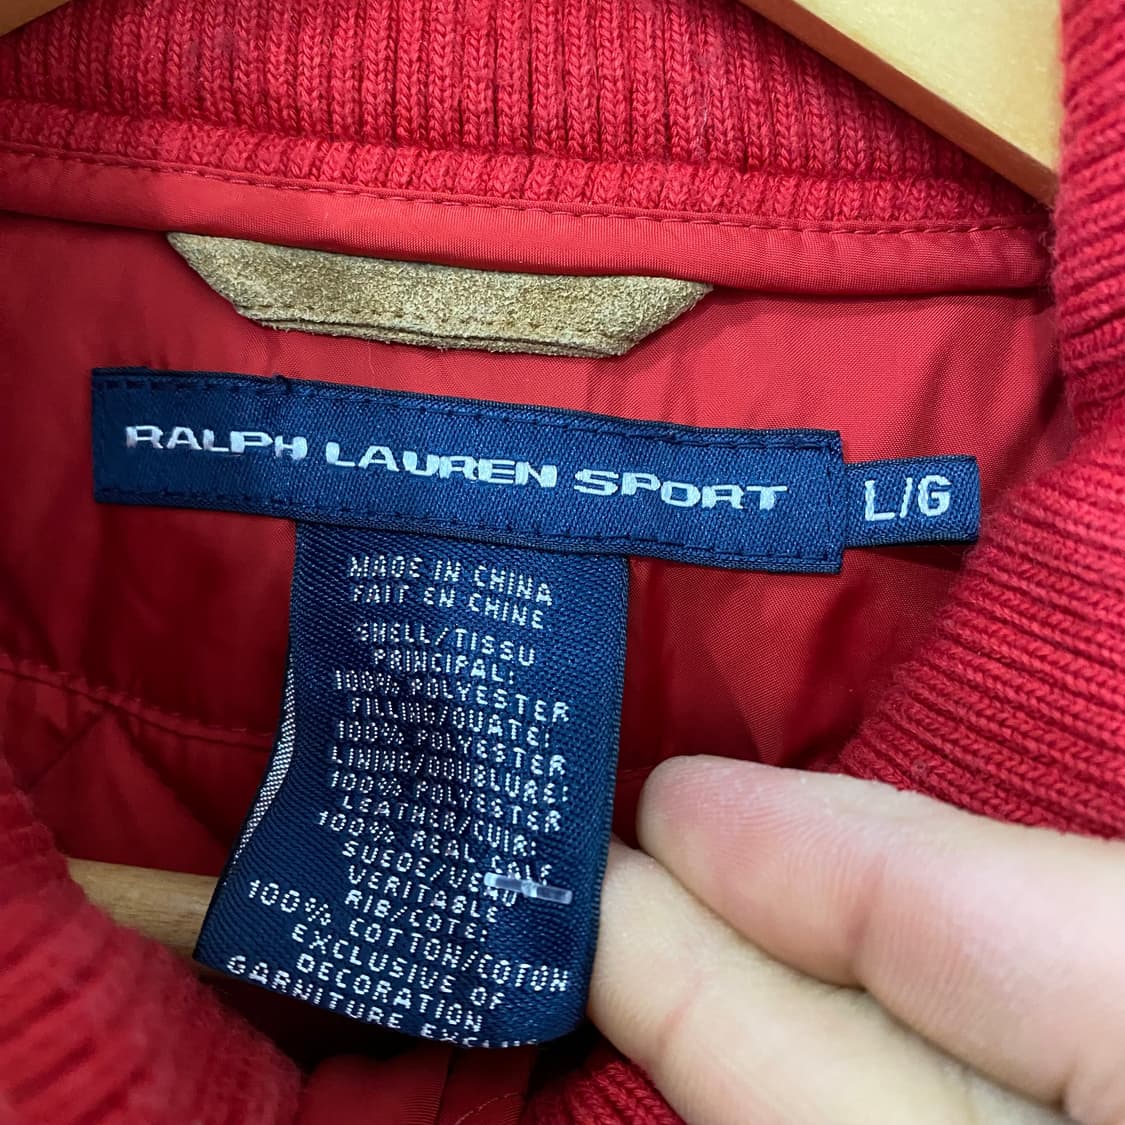 RALPH LAUREN SPORT
L/G
MADE IN CHINA
FAIT EN CHINE
SHELL/TISSU
PRINCIPAL:
100% POLYESTER
FILLING/OUATE:
100% POLYESTER
LINING/DOUBLURE:
100% POLYESTER
LEATHER/CUIR:
100% REAL CALF
SUEDE/VEAU
VERITABLE
RIB/COTE:
100% COTTON/COTON
EXCLUSIVE OF
DECORATION
GARNITURE